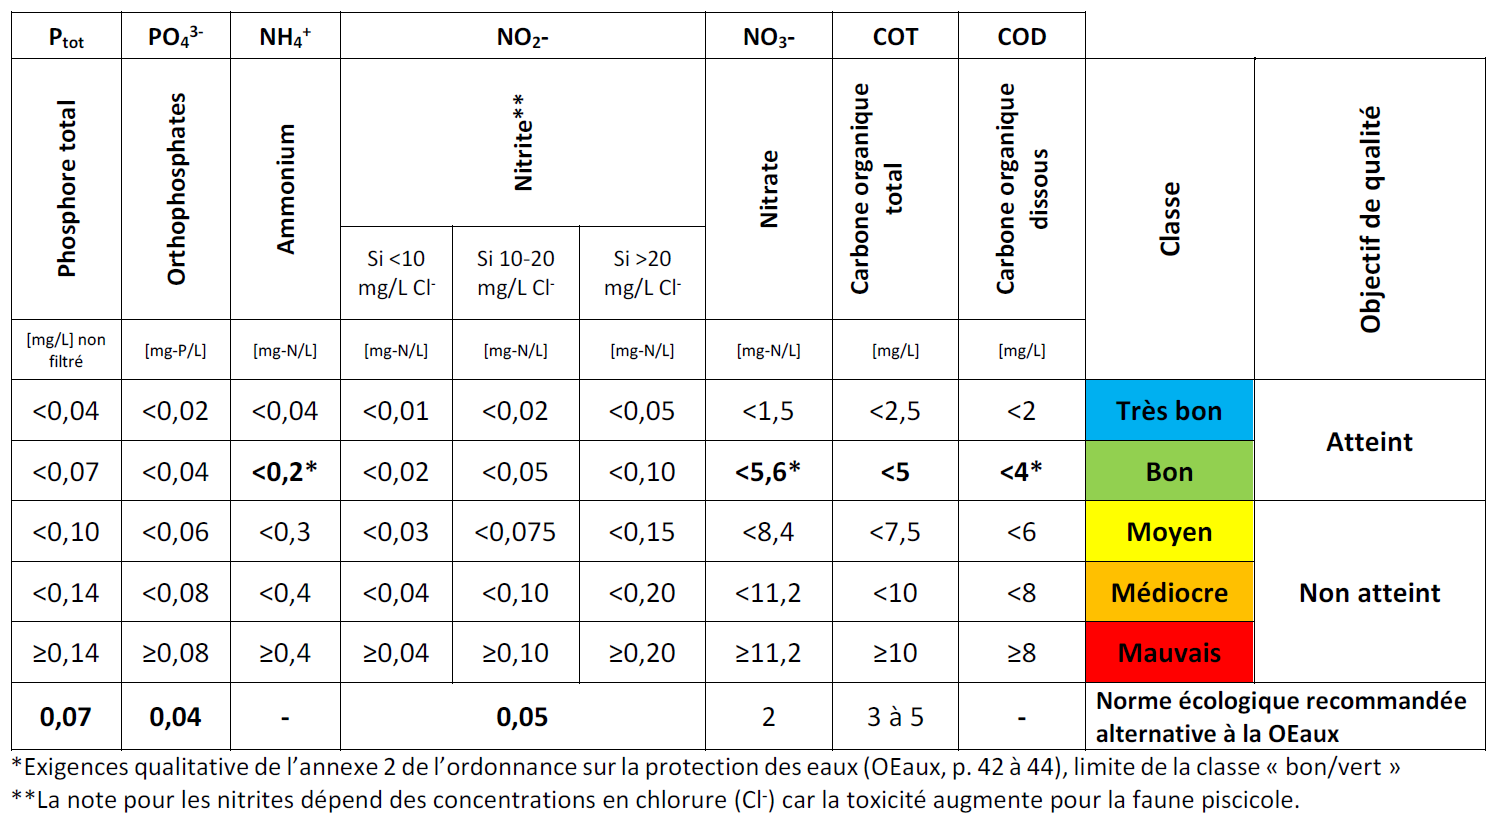 Ptot PO₄³⁻ NH₄⁺ NO₂- NO₃- COT COD
Phosphore total
Orthophosphates
Ammonium
Nitrite**
Nitrate
Carbone organique
total
Carbone organique
dissous
Classe
Objectif de qualité
Si <10
mg/L Cl⁻
Si 10-20
mg/L Cl⁻
Si >20
mg/L Cl⁻
[mg/L] non
filtré
[mg-P/L] [mg-N/L] [mg-N/L] [mg-N/L] [mg-N/L] [mg-N/L] [mg/L] [mg/L]
<0,04 <0,02 <0,04 <0,01 <0,02 <0,05 <1,5 <2,5 <2 Très bon
Atteint
<0,07 <0,04 <0,2* <0,02 <0,05 <0,10 <5,6* <5 <4* Bon
<0,10 <0,06 <0,3 <0,03 <0,075 <0,15 <8,4 <7,5 <6 Moyen
<0,14 <0,08 <0,4 <0,04 <0,10 <0,20 <11,2 <10 <8 Médiocre Non atteint
≥0,14 ≥0,08 ≥0,4 ≥0,04 ≥0,10 ≥0,20 ≥11,2 ≥10 ≥8 Mauvais
0,07 0,04 - 0,05 2 3 à 5 - Norme écologique recommandée
alternative à la OEaux
*Exigences qualitative de l’annexe 2 de l’ordonnance sur la protection des eaux (OEaux, p. 42 à 44), limite de la classe « bon/vert »
**La note pour les nitrites dépend des concentrations en chlorure (Cl⁻) car la toxicité augmente pour la faune piscicole.